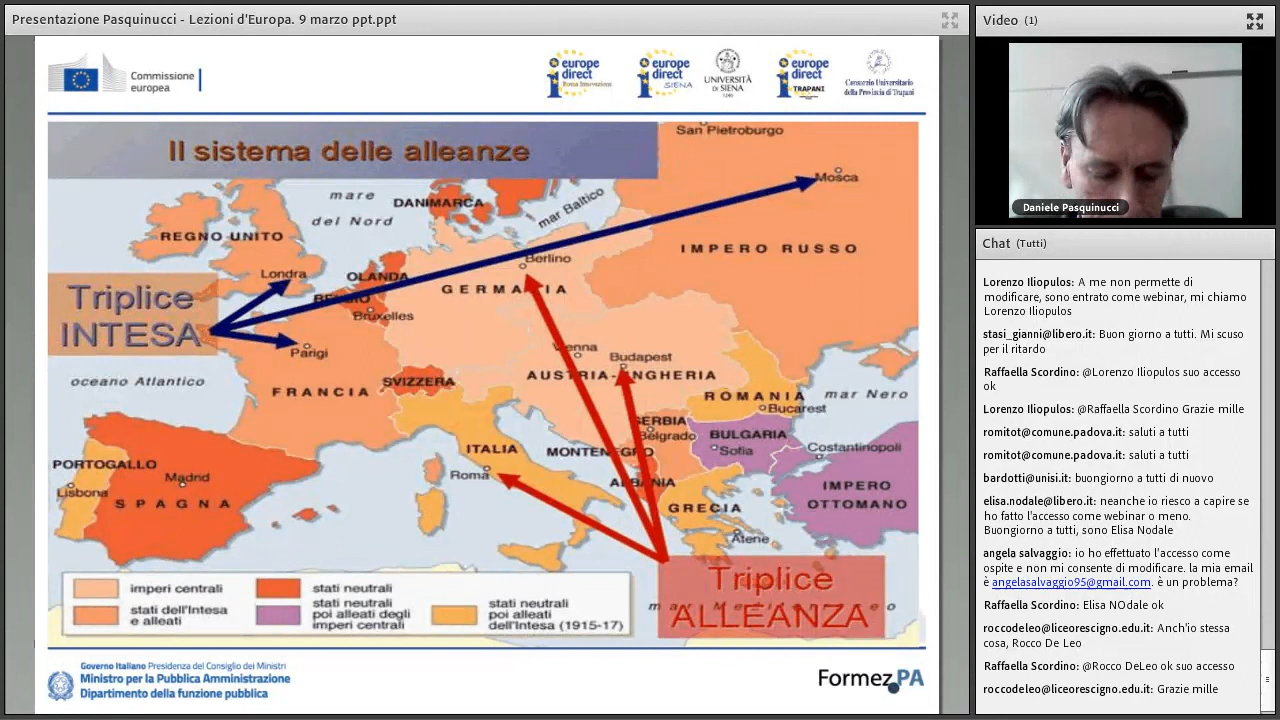 Presentazione Pasquinucci - Lezioni d'Europa. 9 marzo ppt.ppt
Commissione
europea
europe
direct
Roma Innovazione
europe
direct
SIENA
UNIVERSITÀ
DI SIENA
1240
europe
direct
TRAPANI
Consorzio Universitario
della Provincia di Trapani
Il sistema delle alleanze
San Pietroburgo
Mosca
mare
del Nord
DANIMARCA
mar Baltico
REGNO UNITO
IMPERO RUSSO
Londra
OLANDA
Berlino
GERMANIA
Triplice
INTESA
BELGIO
Bruxelles
Parigi
Vienna
Budapest
oceano Atlantico
SVIZZERA
AUSTRIA-UNGHERIA
FRANCIA
ROMANIA
mar Nero
Bucarest
SERBIA
Belgrado
BULGARIA
Sofia
Costantinopoli
ITALIA
MONTENEGRO
PORTOGALLO
Roma
Madrid
Lisbona
ALBANIA
IMPERO
OTTOMANO
SPAGNA
GRECIA
Atene
Triplice
ALLEANZA
imperi centrali
stati dell'Intesa
e alleati
stati neutrali
stati neutrali
poi alleati degli
imperi centrali
stati neutrali
poi alleati
dell'Intesa (1915-17)
Governo Italiano Presidenza del Consiglio dei Ministri
Ministro per la Pubblica Amministrazione
Dipartimento della funzione pubblica
Formez PA
Video (1)
Daniele Pasquinucci
Chat (Tutti)
Lorenzo Iliopulos: A me non permette di
modificare, sono entrato come webinar, mi chiamo
Lorenzo Iliopulos
stasi_gianni@libero.it: Buon giorno a tutti. Mi scuso
per il ritardo
Raffaella Scordino: @Lorenzo Iliopulos suo accesso
ok
Lorenzo Iliopulos: @Raffaella Scordino Grazie mille
romitot@comune.padova.it: saluti a tutti
romitot@comune.padova.it: saluti a tutti
bardotti@unisi.it: buongiorno a tutti di nuovo
elisa.nodale@libero.it: neanche io riesco a capire se
ho fatto l'accesso come webinar o meno.
Buongiorno a tutti, sono Elisa Nodale
angela salvaggio: io ho effettuato l'accesso come
ospite e non mi consente di modificare. la mia email
è angelasalvaggio95@gmail.com. è un problema?
Raffaella Scordino: Elisa NOdale ok
roccodeleo@liceorescigno.edu.it: Anch'io stessa
cosa, Rocco De Leo
Raffaella Scordino: @Rocco DeLeo ok suo accesso
roccodeleo@liceorescigno.edu.it: Grazie mille